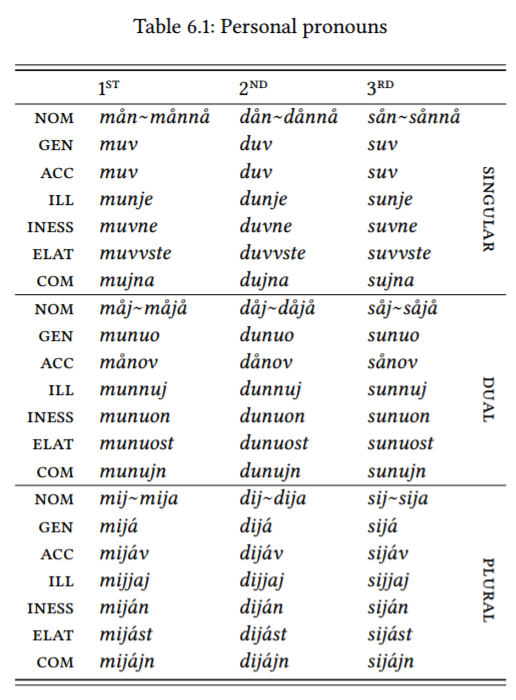 Table 6.1: Personal pronouns
1ST 2ND 3RD
NOM mån~månnå dån~dånnå sån~sånnå
GEN muv duv suv
ACC muv duv suv
ILL munje dunje sunje
INESS muvne duvne suvne
ELAT muvvste duvvste suvvste
COM mujna dujna sujna
SINGULAR
NOM måj~måjå dåj~dåjå såj~såjå
GEN munuo dunuo sunuo
ACC månov dånov sånov
ILL munnuj dunnuj sunnuj
INESS munuon dunuon sunuon
ELAT munuost dunuost sunuost
COM munujn dunujn sunujn
DUAL
NOM mij~mija dij~dija sij~sija
GEN mijá dijá sijá
ACC mijáv dijáv sijáv
ILL mijjaj dijjaj sijjaj
INESS miján diján siján
ELAT mijást dijást sijást
COM mijájn dijájn sijájn
PLURAL